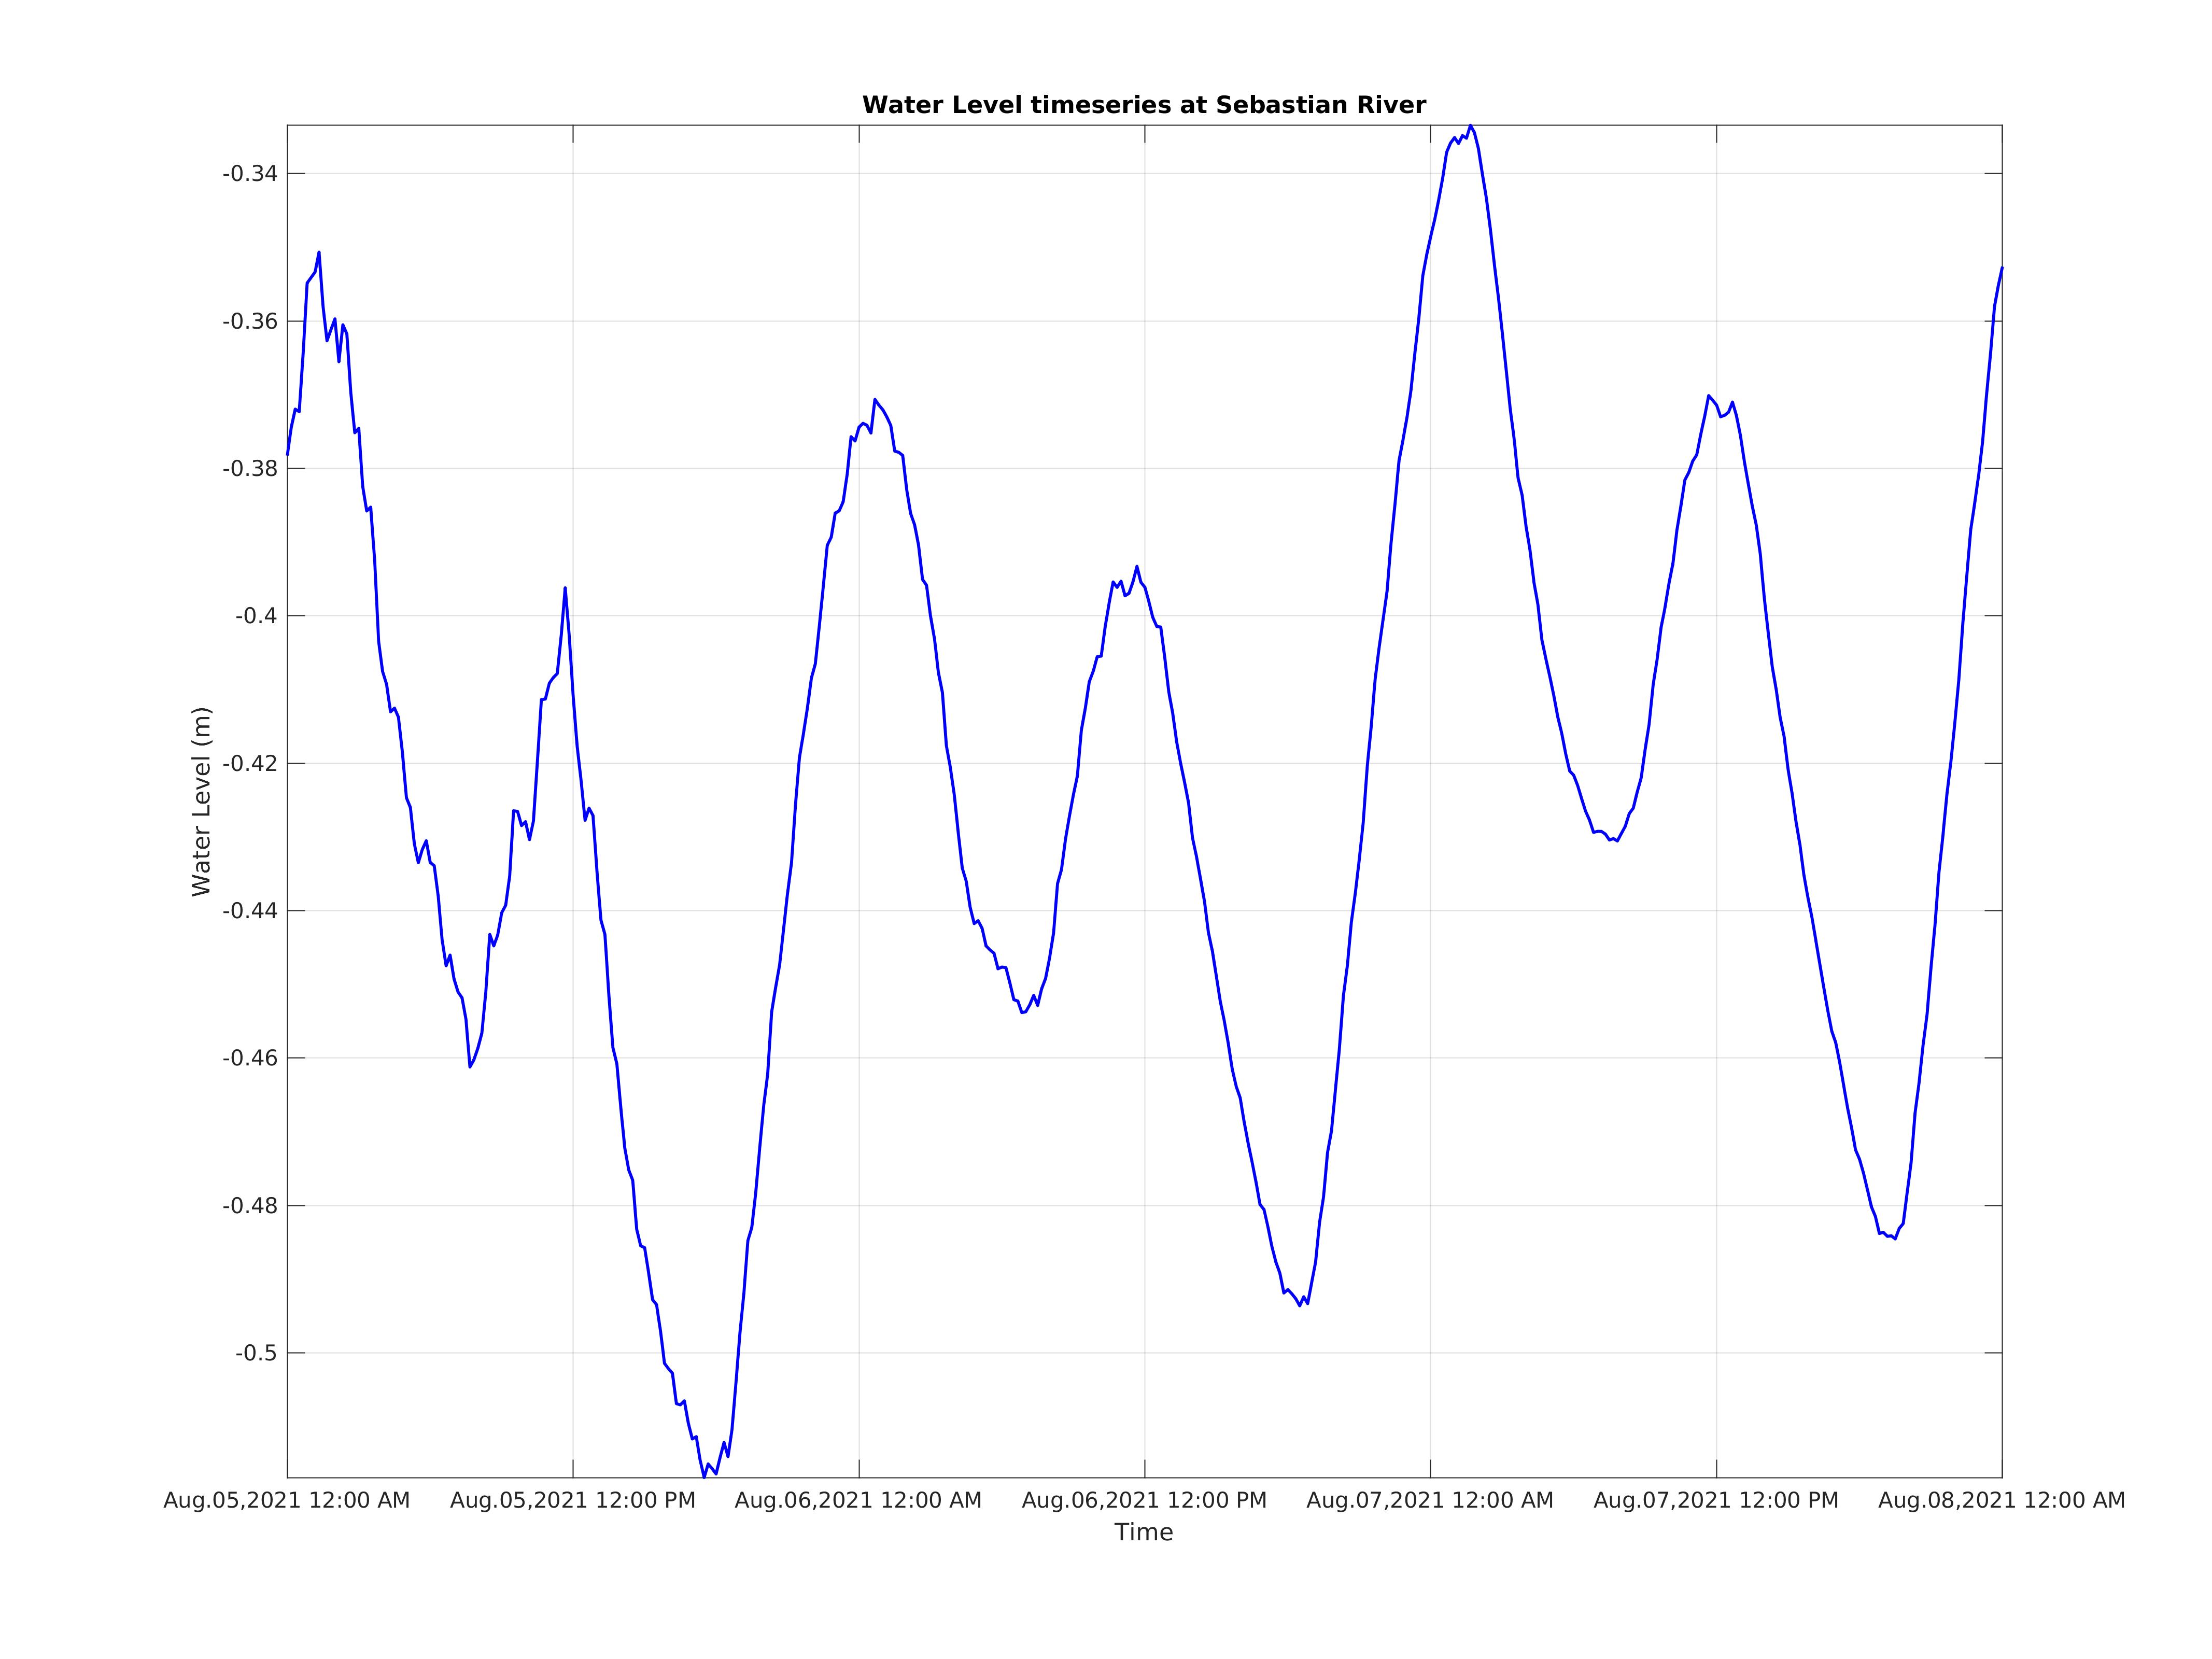 Water Level timeseries at Sebastian River
-0.34
-0.36
-0.38
-0.4
-0.42
-0.44
-0.46
-0.48
-0.5
Water Level (m)
Aug.05,2021 12:00 AM Aug.05,2021 12:00 PM Aug.06,2021 12:00 AM Aug.06,2021 12:00 PM Aug.07,2021 12:00 AM Aug.07,2021 12:00 PM Aug.08,2021 12:00 AM
Time